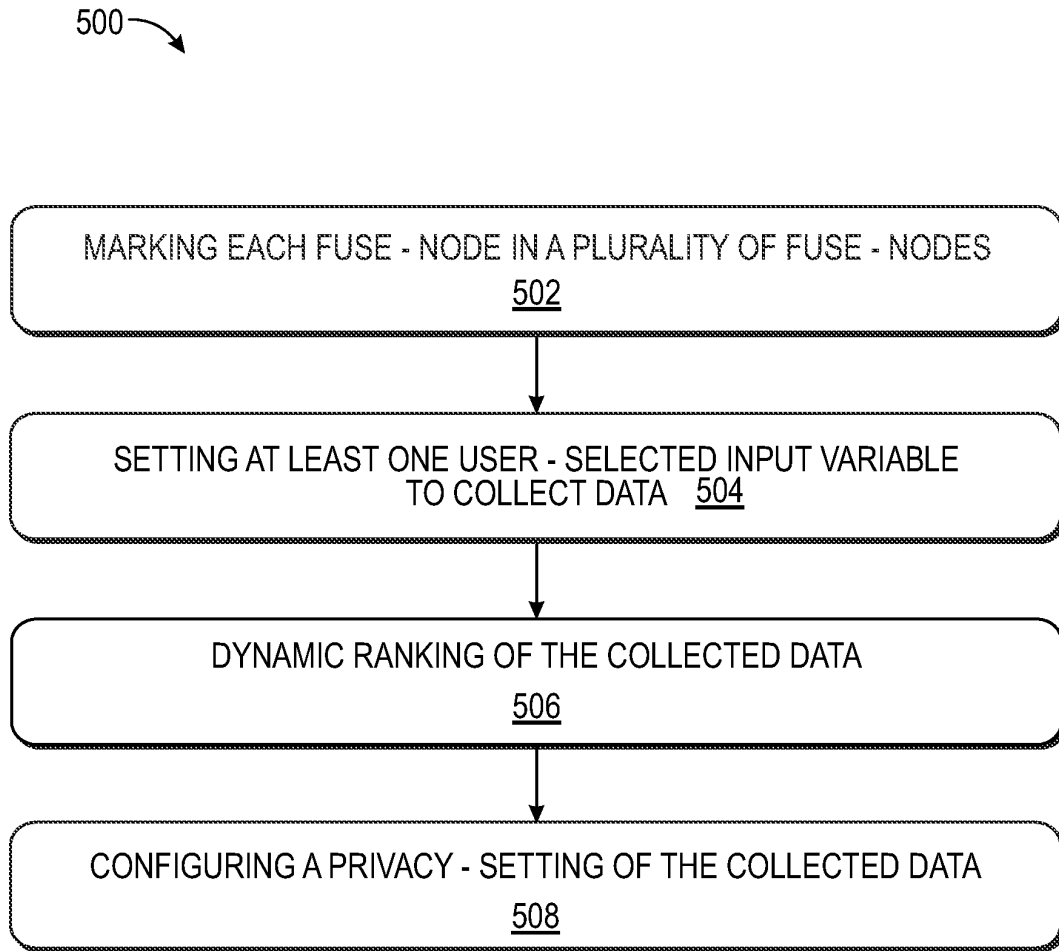 500
MARKING EACH FUSE - NODE IN A PLURALITY OF FUSE - NODES
502
SETTING AT LEAST ONE USER - SELECTED INPUT VARIABLE
TO COLLECT DATA 504
DYNAMIC RANKING OF THE COLLECTED DATA
506
CONFIGURING A PRIVACY - SETTING OF THE COLLECTED DATA
508